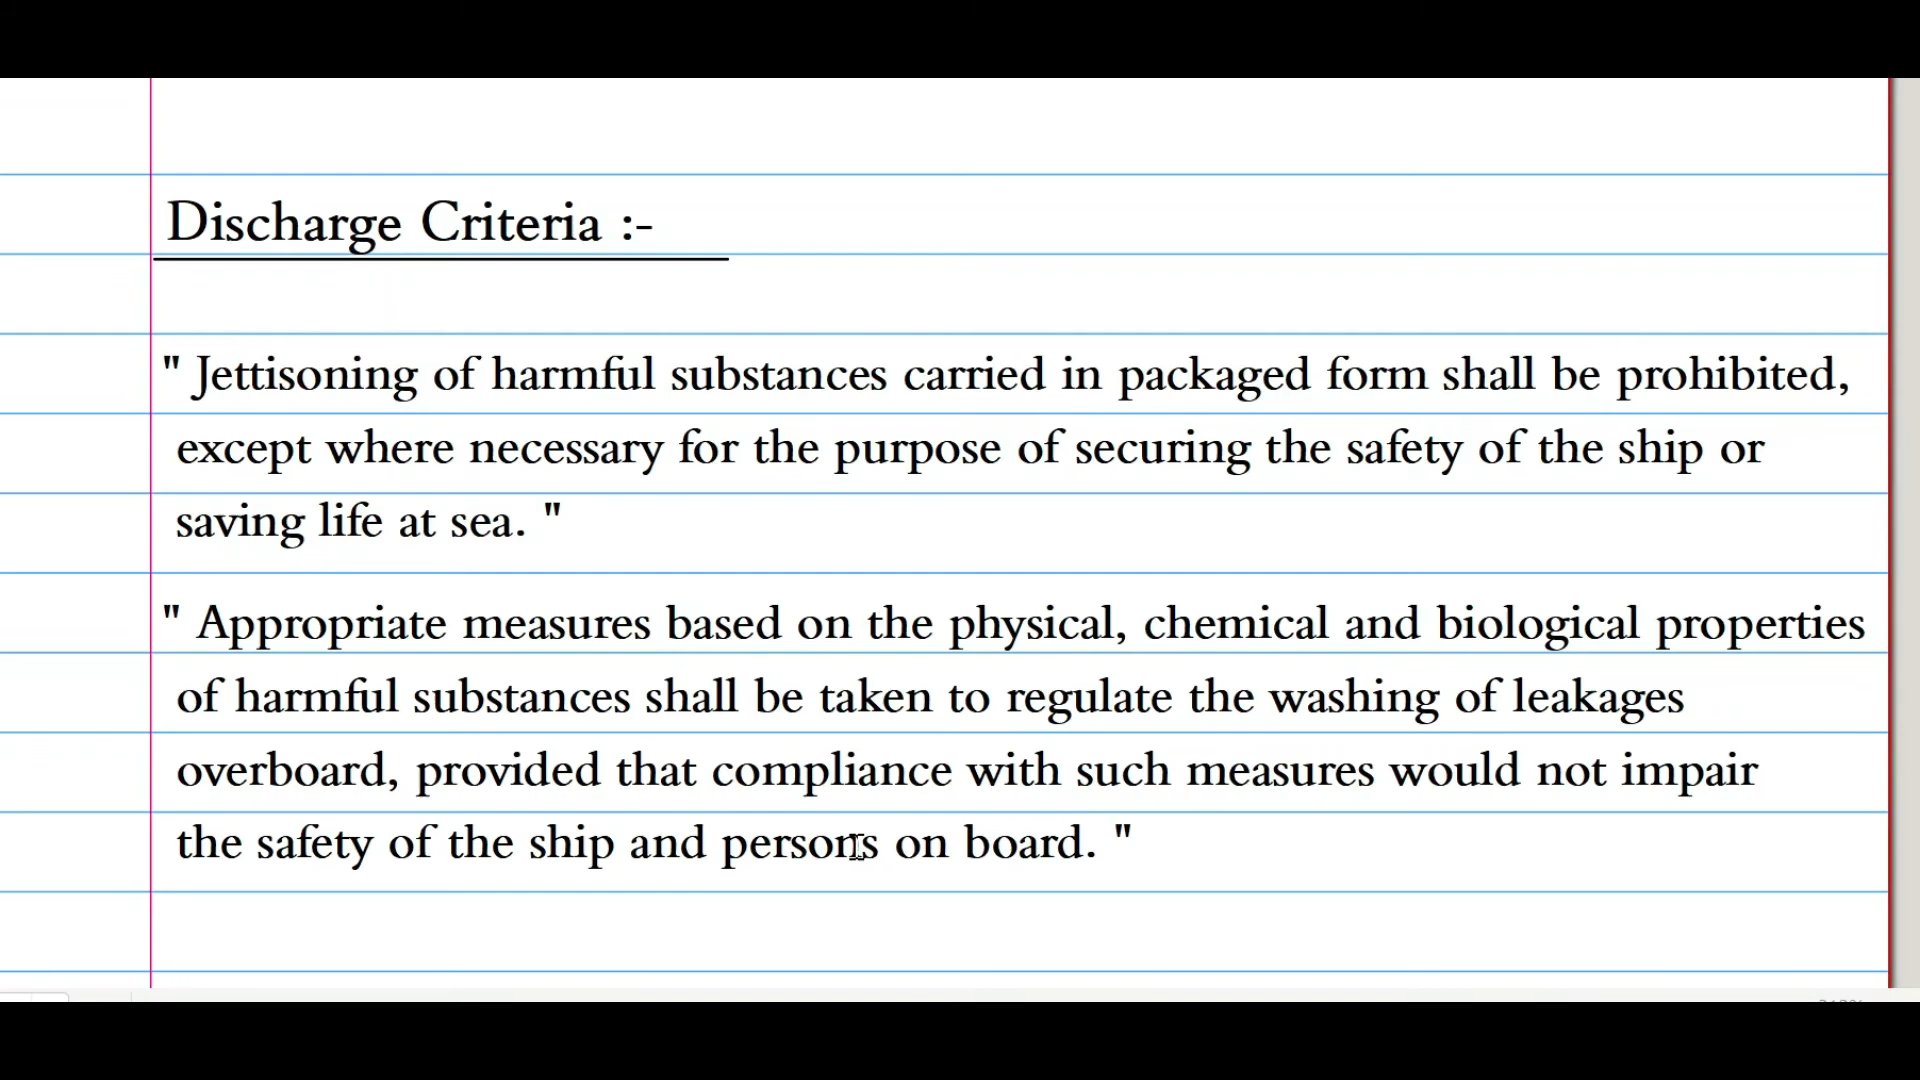 Discharge Criteria :-
" Jettisoning of harmful substances carried in packaged form shall be prohibited,
except where necessary for the purpose of securing the safety of the ship or
saving life at sea. "
" Appropriate measures based on the physical, chemical and biological properties
of harmful substances shall be taken to regulate the washing of leakages
overboard, provided that compliance with such measures would not impair
the safety of the ship and persons on board. "